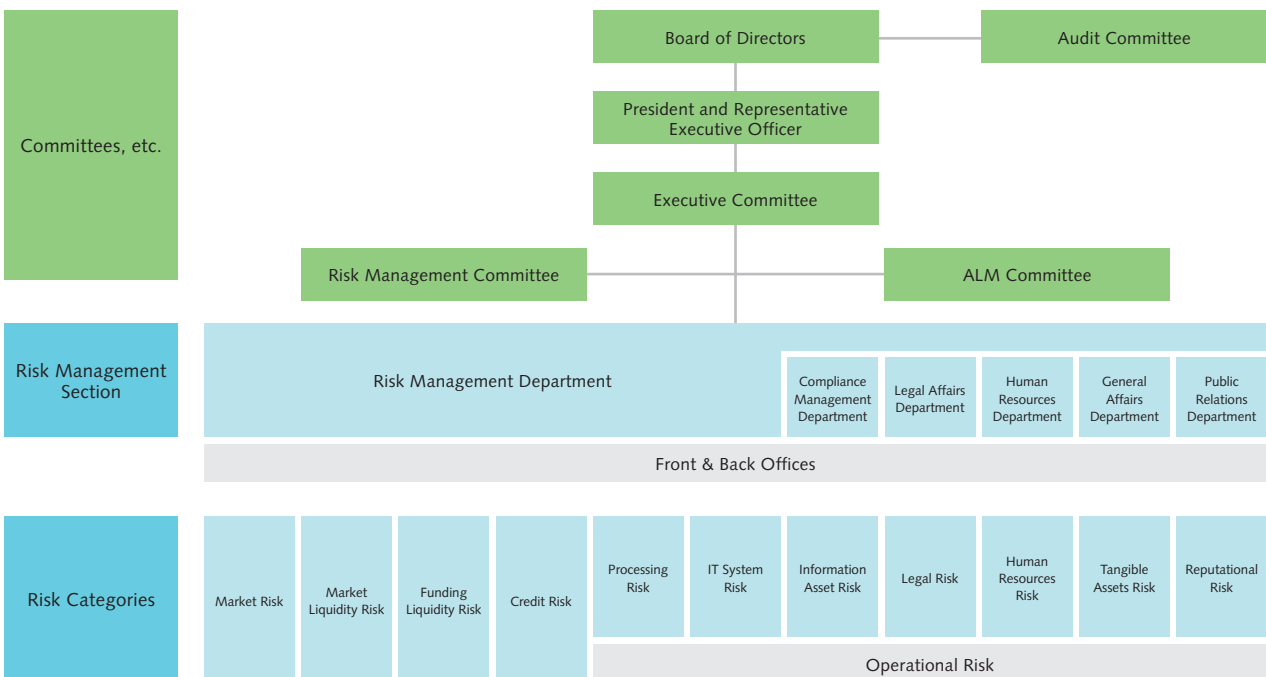 Committees, etc.
Board of Directors
Audit Committee
President and Representative
Executive Officer
Executive Committee
Risk Management Committee
ALM Committee
Risk Management
Section
Risk Management Department
Compliance
Management
Department
Legal Affairs
Department
Human
Resources
Department
General
Affairs
Department
Public
Relations
Department
Front & Back Offices
Risk Categories
Market Risk
Market
Liquidity Risk
Funding
Liquidity Risk
Credit Risk
Processing
Risk
IT System
Risk
Information
Asset Risk
Legal Risk
Human
Resources
Risk
Tangible
Assets Risk
Reputational
Risk
Operational Risk